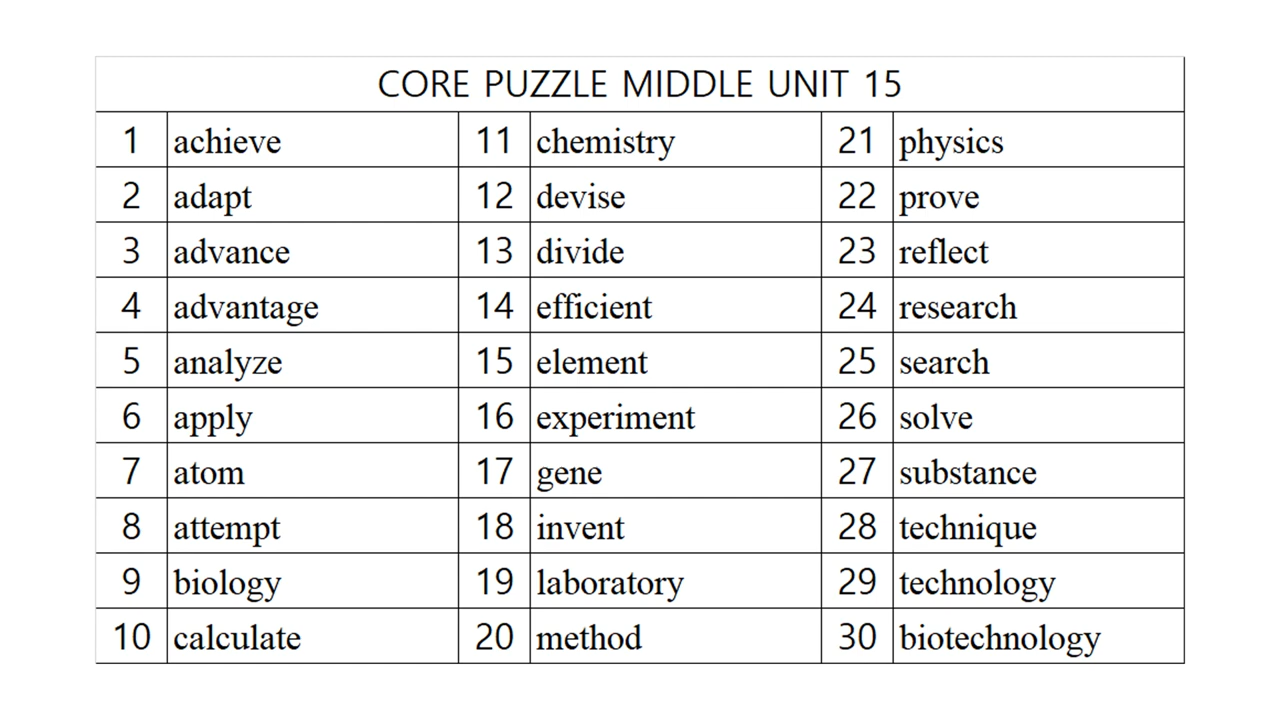 CORE PUZZLE MIDDLE UNIT 15
1 achieve 11 chemistry 21 physics
2 adapt 12 devise 22 prove
3 advance 13 divide 23 reflect
4 advantage 14 efficient 24 research
5 analyze 15 element 25 search
6 apply 16 experiment 26 solve
7 atom 17 gene 27 substance
8 attempt 18 invent 28 technique
9 biology 19 laboratory 29 technology
10 calculate 20 method 30 biotechnology